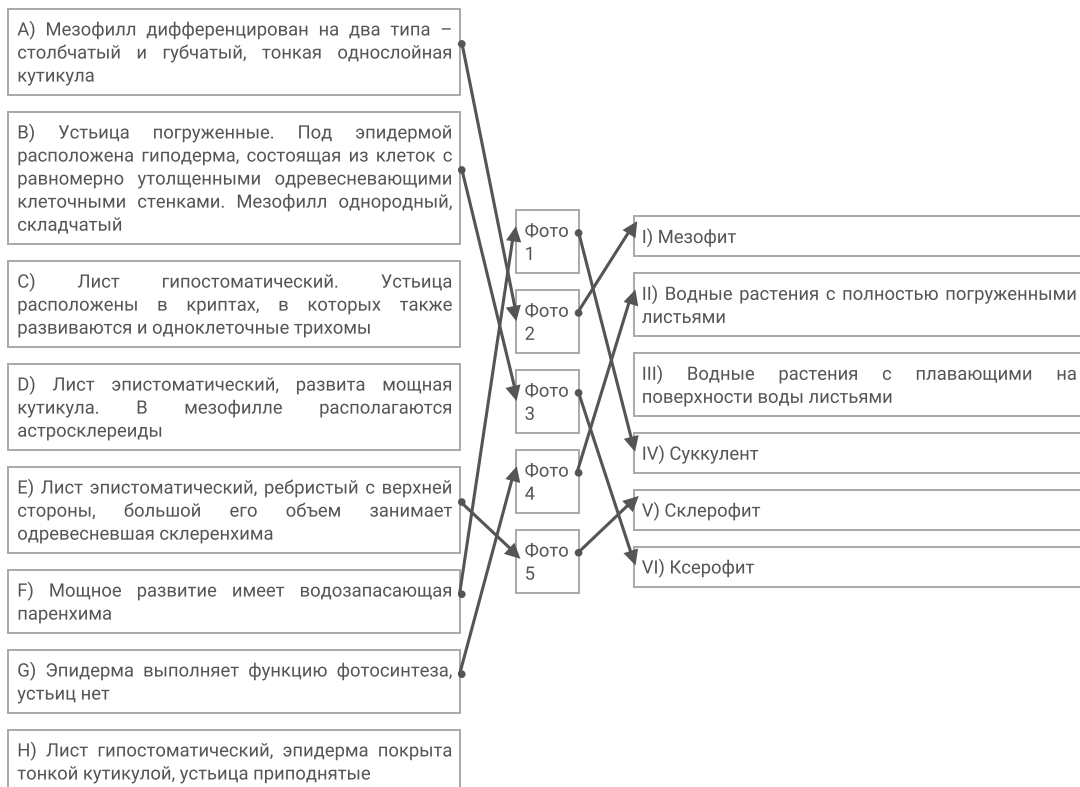 A) Мезофилл дифференцирован на два типа –
столбчатый и губчатый, тонкая однослойная
кутикула
B) Устьица погруженные. Под эпидермой
расположена гиподерма, состоящая из клеток с
равномерно утолщенными одревесневающими
клеточными стенками. Мезофилл однородный,
складчатый
C) Лист гипостоматический. Устьица
расположены в криптах, в которых также
развиваются и одноклеточные трихомы
D) Лист эпистоматический, развита мощная
кутикула. В мезофилле располагаются
астросклереиды
E) Лист эпистоматический, ребристый с верхней
стороны, большой его объем занимает
одревесневшая склеренхима
F) Мощное развитие имеет водозапасающая
паренхима
G) Эпидерма выполняет функцию фотосинтеза,
устьиц нет
H) Лист гипостоматический, эпидерма покрыта
тонкой кутикулой, устьица приподнятые
Фото
1
Фото
2
Фото
3
Фото
4
Фото
5
I) Мезофит
II) Водные растения с полностью погруженными
листьями
III) Водные растения с плавающими на
поверхности воды листьями
IV) Суккулент
V) Склерофит
VI) Ксерофит